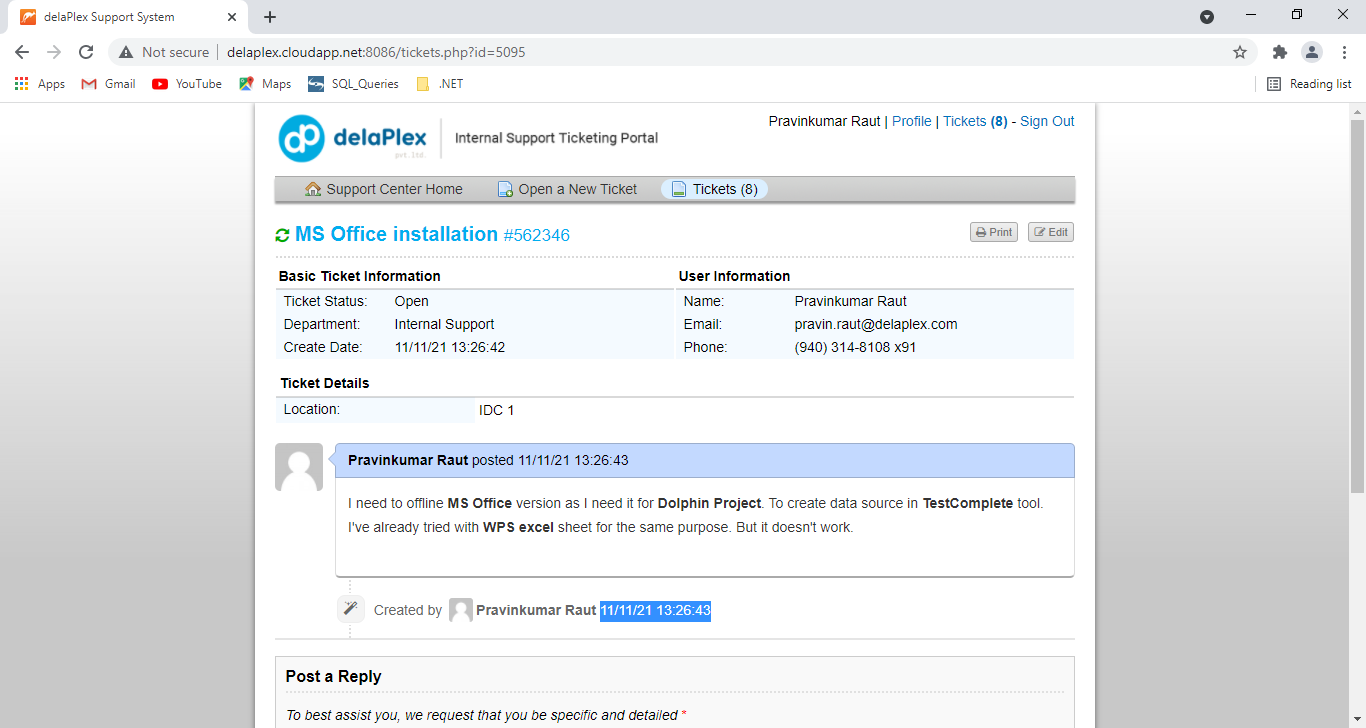 delaPlex Support System
Not secure delaplex.cloudapp.net:8086/tickets.php?id=5095
Apps Gmail YouTube Maps SQL_Queries .NET Reading list
dp delaPlex pvt. ltd. Internal Support Ticketing Portal
Pravinkumar Raut | Profile | Tickets (8) - Sign Out
Support Center Home Open a New Ticket Tickets (8)
MS Office installation #562346 Print Edit
Basic Ticket Information User Information
Ticket Status: Open Name: Pravinkumar Raut
Department: Internal Support Email: pravin.raut@delaplex.com
Create Date: 11/11/21 13:26:42 Phone: (940) 314-8108 x91
Ticket Details
Location: IDC 1
Pravinkumar Raut posted 11/11/21 13:26:43
I need to offline MS Office version as I need it for Dolphin Project. To create data source in TestComplete tool.
I've already tried with WPS excel sheet for the same purpose. But it doesn't work.
Created by Pravinkumar Raut 11/11/21 13:26:43
Post a Reply
To best assist you, we request that you be specific and detailed *